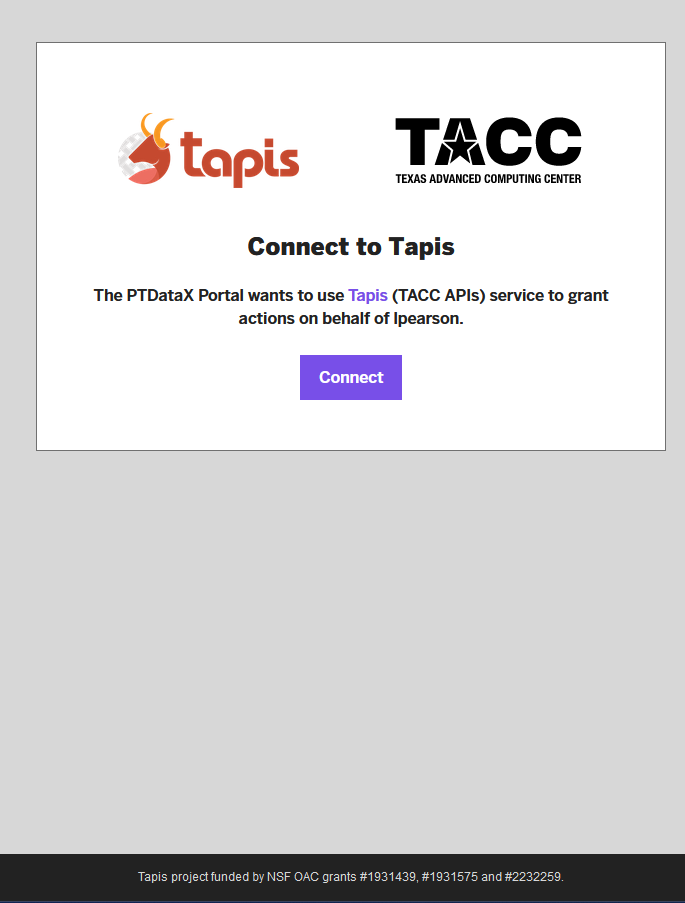 tapis
TACC
TEXAS ADVANCED COMPUTING CENTER
Connect to Tapis
The PTDataX Portal wants to use Tapis (TACC APIs) service to grant
actions on behalf of lpearson.
Connect
Tapis project funded by NSF OAC grants #1931439, #1931575 and #2232259.